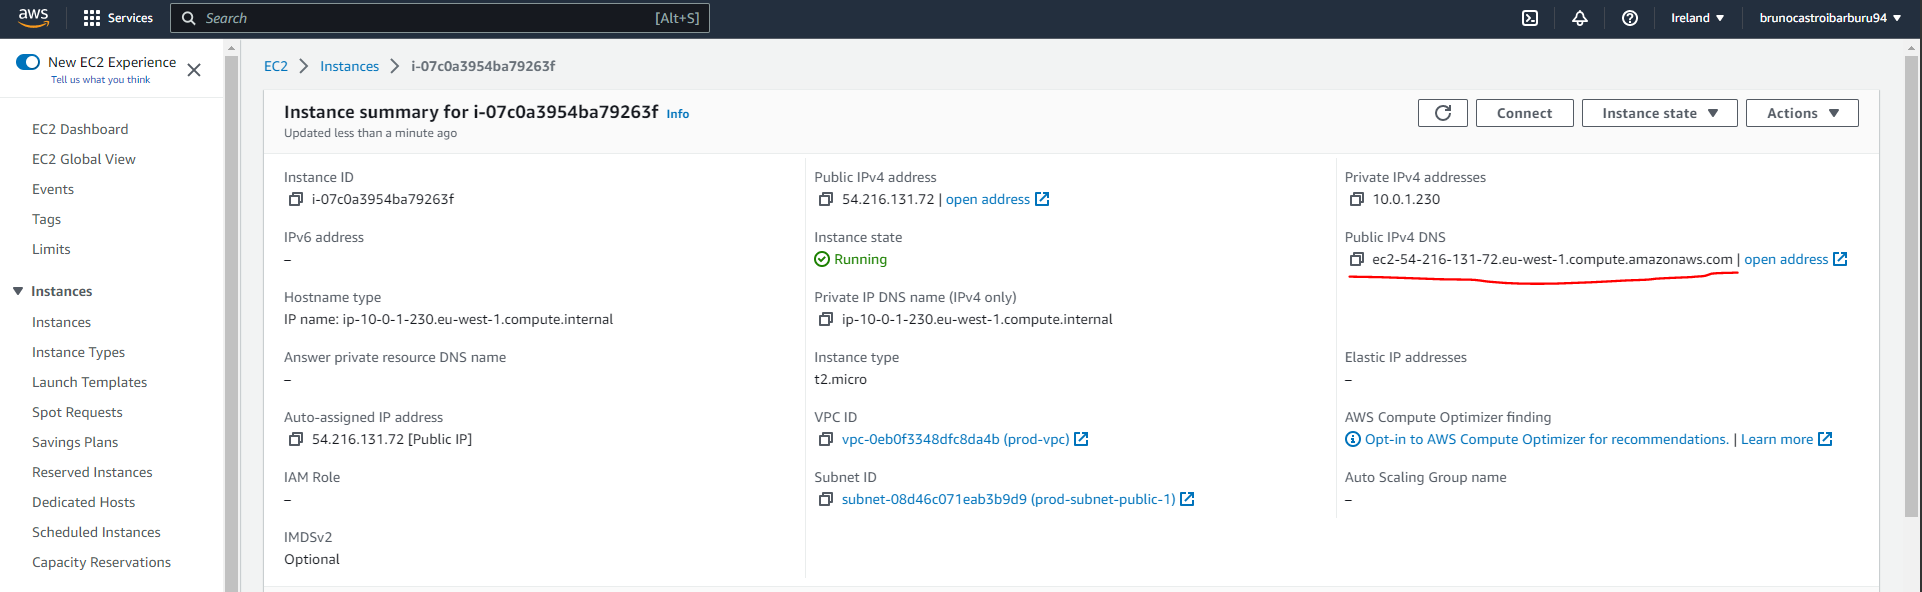 aws Services Search [Alt+S] Ireland ▼ brunocastroibarburu94 ▼
New EC2 Experience
Tell us what you think
EC2 Dashboard
EC2 Global View
Events
Tags
Limits
Instances
Instances
Instance Types
Launch Templates
Spot Requests
Savings Plans
Reserved Instances
Dedicated Hosts
Scheduled Instances
Capacity Reservations
EC2 > Instances > i-07c0a3954ba79263f
Instance summary for i-07c0a3954ba79263f Info
Updated less than a minute ago
Connect Instance state ▼ Actions ▼
Instance ID
i-07c0a3954ba79263f
IPv6 address
–
Hostname type
IP name: ip-10-0-1-230.eu-west-1.compute.internal
Answer private resource DNS name
–
Auto-assigned IP address
54.216.131.72 [Public IP]
IAM Role
–
IMDSv2
Optional
Public IPv4 address
54.216.131.72 | open address
Instance state
Running
Private IP DNS name (IPv4 only)
ip-10-0-1-230.eu-west-1.compute.internal
Instance type
t2.micro
VPC ID
vpc-0eb0f3348dfc8da4b (prod-vpc)
Subnet ID
subnet-08d46c071eab3b9d9 (prod-subnet-public-1)
Private IPv4 addresses
10.0.1.230
Public IPv4 DNS
ec2-54-216-131-72.eu-west-1.compute.amazonaws.com | open address
Elastic IP addresses
–
AWS Compute Optimizer finding
Opt-in to AWS Compute Optimizer for recommendations. | Learn more
Auto Scaling Group name
–